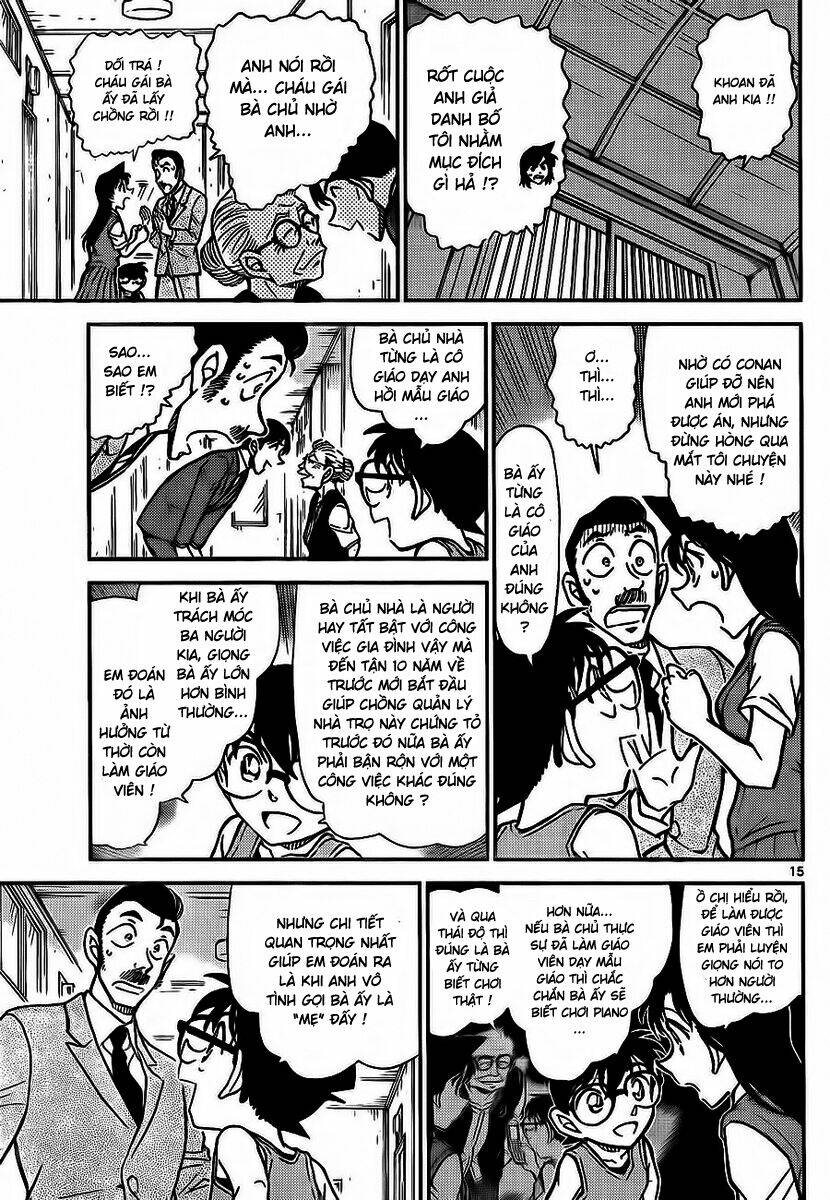 KHOAN ĐÃ
ANH KIA !!
RỐT CUỘC
ANH GIẢ
DANH BỐ
TÔI NHẰM
MỤC ĐÍCH
GÌ HẢ !?
ANH NÓI RỒI
MÀ... CHÁU GÁI
BÀ CHỦ NHỜ
ANH...
DỐI TRÁ !
CHÁU GÁI BÀ
ẤY ĐÃ LẤY
CHỒNG RỒI !!
NHỜ CÓ CONAN
GIÚP ĐỠ NÊN
ANH MỚI PHÁ
ĐƯỢC ÁN, NHƯNG
ĐỪNG HÒNG QUA
MẮT TÔI CHUYỆN
NÀY NHÉ !
Ơ...
THÌ...
THÌ...
BÀ ẤY
TỪNG
LÀ CÔ
GIÁO
CỦA
ANH
ĐÚNG
KHÔNG
?
BÀ CHỦ NHÀ
TỪNG LÀ CÔ
GIÁO DẠY ANH
HỒI MẪU GIÁO
...
SAO...
SAO EM
BIẾT !?
BÀ CHỦ NHÀ LÀ NGƯỜI
HAY TẤT BẬT VỚI CÔNG
VIỆC GIA ĐÌNH VẬY MÀ
ĐẾN TẬN 10 NĂM VỀ
TRƯỚC MỚI BẮT ĐẦU
GIÚP CHỒNG QUẢN LÝ
NHÀ TRỌ NÀY CHỨNG TỎ
TRƯỚC ĐÓ NỮA BÀ ẤY
PHẢI BẬN RỘN VỚI MỘT
CÔNG VIỆC KHÁC ĐÚNG
KHÔNG ?
KHI BÀ ẤY
TRÁCH MÓC
BA NGƯỜI
KIA, GIỌNG
BÀ ẤY LỚN
HƠN BÌNH
THƯỜNG...
EM ĐOÁN
ĐÓ LÀ
ẢNH
HƯỞNG TỪ
THỜI CÒN
LÀM GIÁO
VIÊN !
15
Ồ CHỊ HIỂU RỒI,
ĐỂ LÀM ĐƯỢC
GIÁO VIÊN THÌ
EM PHẢI LUYỆN
GIỌNG NÓI TO
HƠN NGƯỜI
THƯỜNG...
HƠN NỮA...
NẾU BÀ CHỦ THỰC
SỰ ĐÃ LÀM GIÁO
VIÊN DẠY MẪU
GIÁO THÌ CHẮC
CHẮN BÀ ẤY SẼ
BIẾT CHƠI PIANO...
VÀ QUA
THÁI ĐỘ THÌ
ĐÚNG LÀ BÀ
ẤY TỪNG
BIẾT CHƠI
THẬT !
NHƯNG CHI TIẾT
QUAN TRỌNG NHẤT
GIÚP EM ĐOÁN RA
LÀ KHI ANH VÔ
TÌNH GỌI BÀ ẤY LÀ
“MẸ” ĐẤY !